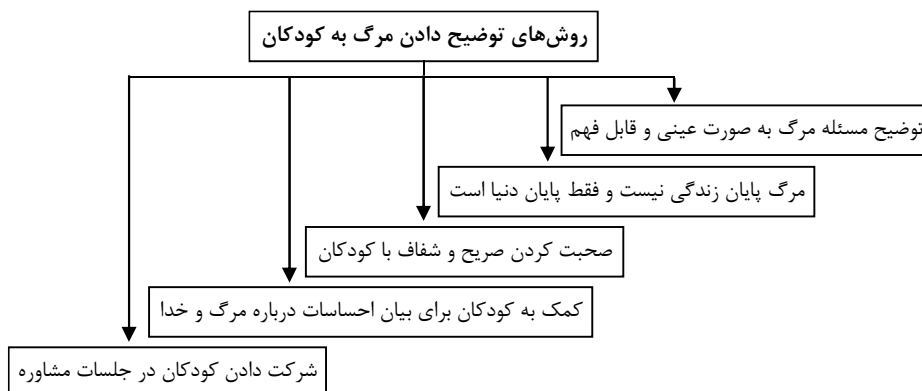 روش‌های توضیح دادن مرگ به کودکان
توضیح مسئله مرگ به صورت عینی و قابل فهم
مرگ پایان زندگی نیست و فقط پایان دنیا است
صحبت کردن صریح و شفاف با کودکان
کمک به کودکان برای بیان احساسات درباره مرگ و خدا
شرکت دادن کودکان در جلسات مشاوره